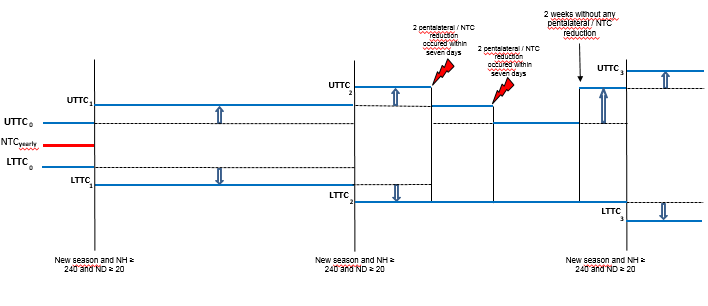 2 weeks without any
pentalateral / NTC
reduction
2 pentalateral / NTC
reduction
occured within
seven days
2 pentalateral / NTC
reduction
occured within
seven days
UTTC 3
UTTC 2
UTTC 1
UTTC 0
NTCyearly
LTTC 0
LTTC 1
LTTC 2
LTTC 3
New season and NH ≥
240 and ND ≥ 20
New season and NH ≥
240 and ND ≥ 20
New season and NH ≥
240 and ND ≥ 20